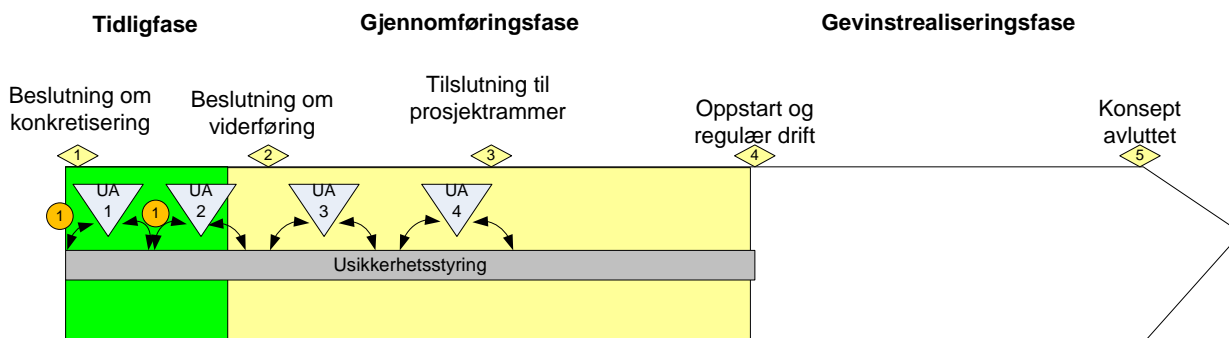 Tidligfase
Gjennomføringsfase
Gevinstrealiseringsfase
Beslutning om
konkretisering
Beslutning om
viderføring
Tilslutning til
prosjektrammer
Oppstart og
regulær drift
Konsept
avluttet
1
2
3
4
5
UA
1
UA
2
UA
3
UA
4
1
1
Usikkerhetsstyring